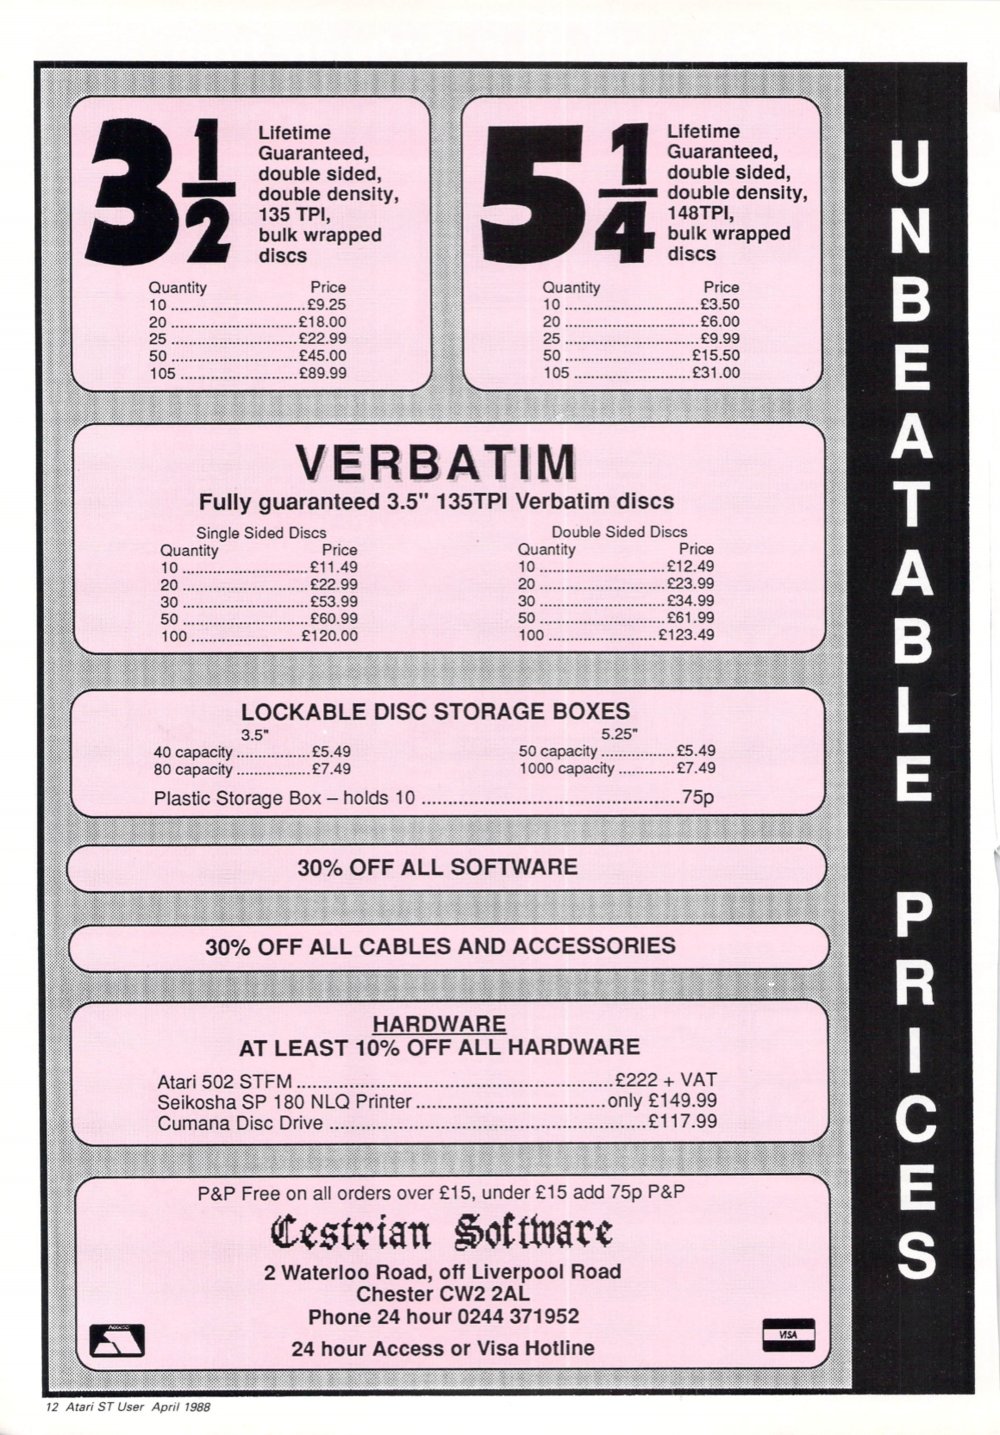 3 1/2
Lifetime
Guaranteed,
double sided,
double density,
135 TPI,
bulk wrapped
discs
Quantity Price
10 ............................... £9.25
20 ............................. £18.00
25 ............................. £22.99
50 ............................. £45.00
105 ........................... £89.99
5 1/4
Lifetime
Guaranteed,
double sided,
double density,
148TPI,
bulk wrapped
discs
Quantity Price
10 ............................... £3.50
20 ............................... £6.00
25 ............................... £9.99
50 ............................. £15.50
105 ........................... £31.00
VERBATIM
Fully guaranteed 3.5" 135TPI Verbatim discs
Single Sided Discs
Quantity Price
10 ............................. £11.49
20 ............................. £22.99
30 ............................. £53.99
50 ............................. £60.99
100 ......................... £120.00
Double Sided Discs
Quantity Price
10 ............................. £12.49
20 ............................. £23.99
30 ............................. £34.99
50 ............................. £61.99
100 ......................... £123.49
LOCKABLE DISC STORAGE BOXES
3.5"
40 capacity ................. £5.49
80 capacity ................. £7.49
5.25"
50 capacity ................. £5.49
1000 capacity ............. £7.49
Plastic Storage Box – holds 10 .................................................. 75p
30% OFF ALL SOFTWARE
30% OFF ALL CABLES AND ACCESSORIES
HARDWARE
AT LEAST 10% OFF ALL HARDWARE
Atari 502 STFM ............................................................... £222 + VAT
Seikosha SP 180 NLQ Printer ...................................... only £149.99
Cumana Disc Drive ............................................................... £117.99
P&P Free on all orders over £15, under £15 add 75p P&P
Cestrian Software
2 Waterloo Road, off Liverpool Road
Chester CW2 2AL
Phone 24 hour 0244 371952
24 hour Access or Visa Hotline
Access
VISA
UNBEATABLE PRICES
12 Atari ST User April 1988